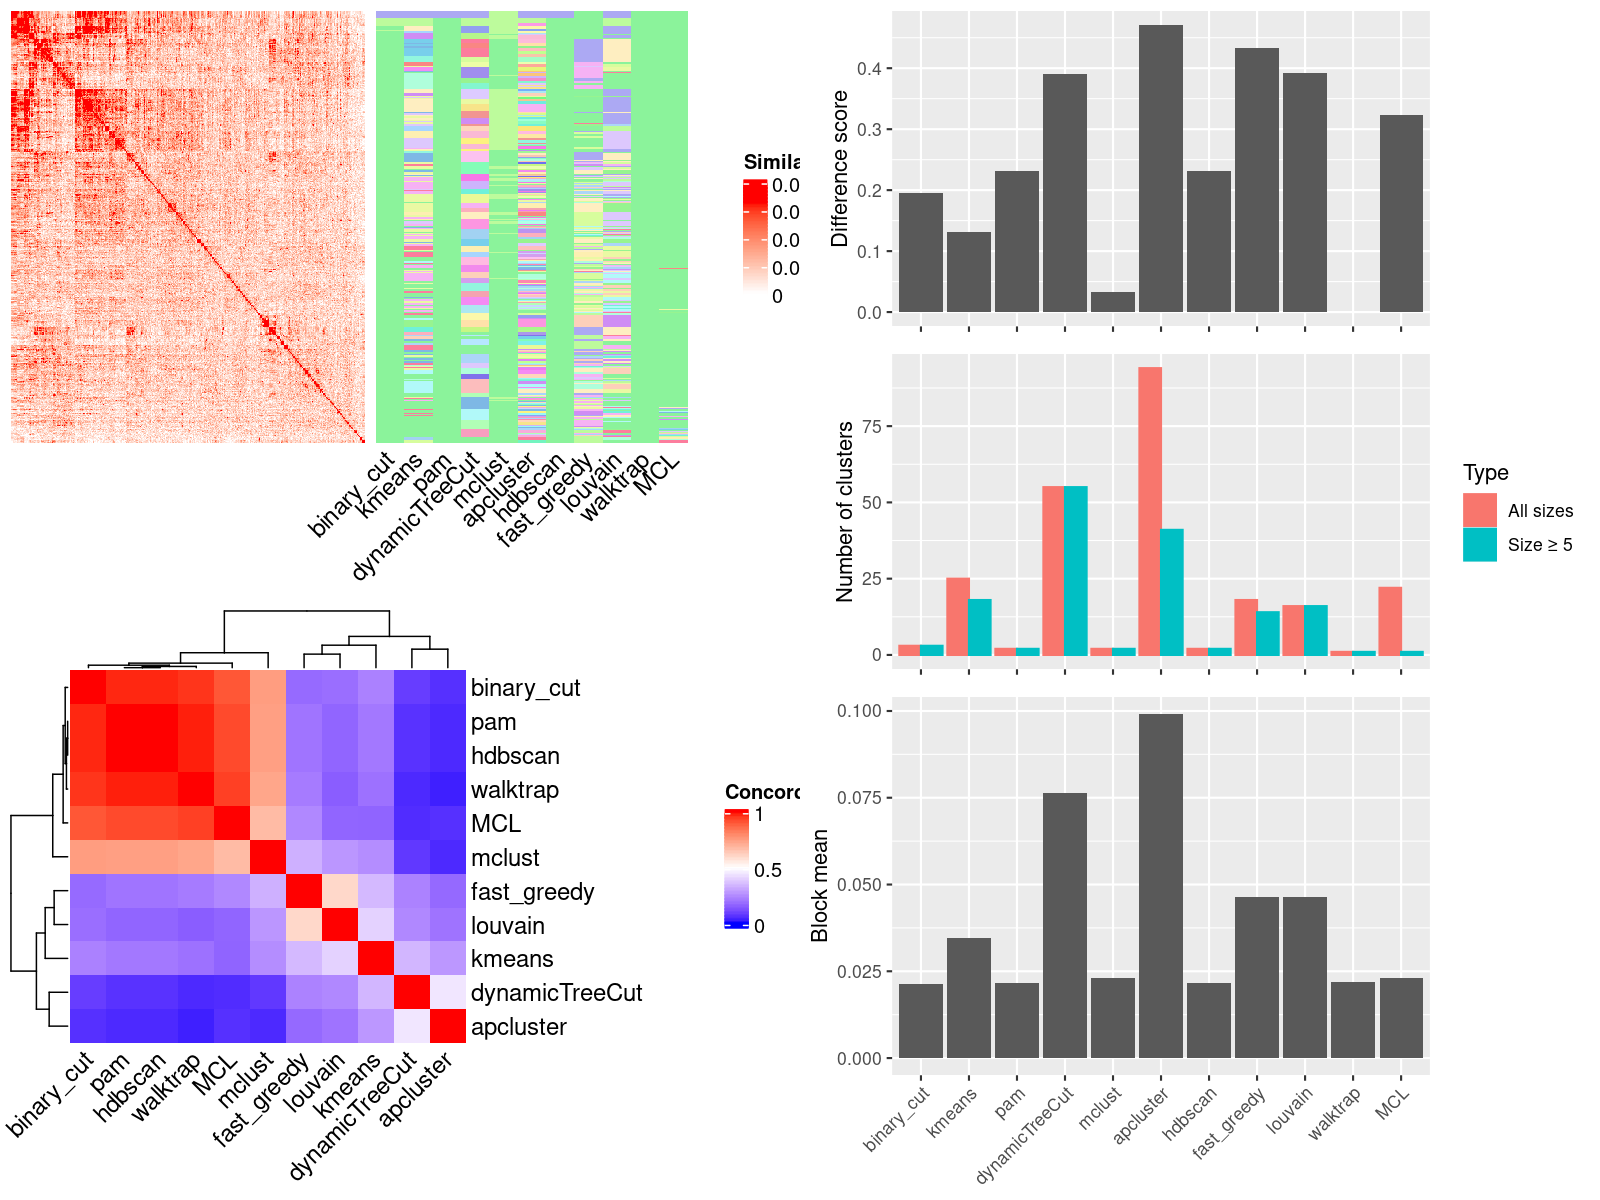 Simila
0.0
0.0
0.0
0.0
0
binary_cut
kmeans
pam
dynamicTreeCut
mclust
apcluster
hdbscan
fast_greedy
louvain
walktrap
MCL
binary_cut
pam
hdbscan
walktrap
MCL
mclust
fast_greedy
louvain
kmeans
dynamicTreeCut
apcluster
Concord
1
0.5
0
binary_cut
pam
hdbscan
walktrap
MCL
mclust
fast_greedy
louvain
kmeans
dynamicTreeCut
apcluster
Difference score
0.4
0.3
0.2
0.1
0.0
Number of clusters
75
50
25
0
Type
All sizes
Size ≥ 5
Block mean
0.100
0.075
0.050
0.025
0.000
binary_cut
kmeans
pam
dynamicTreeCut
mclust
apcluster
hdbscan
fast_greedy
louvain
walktrap
MCL